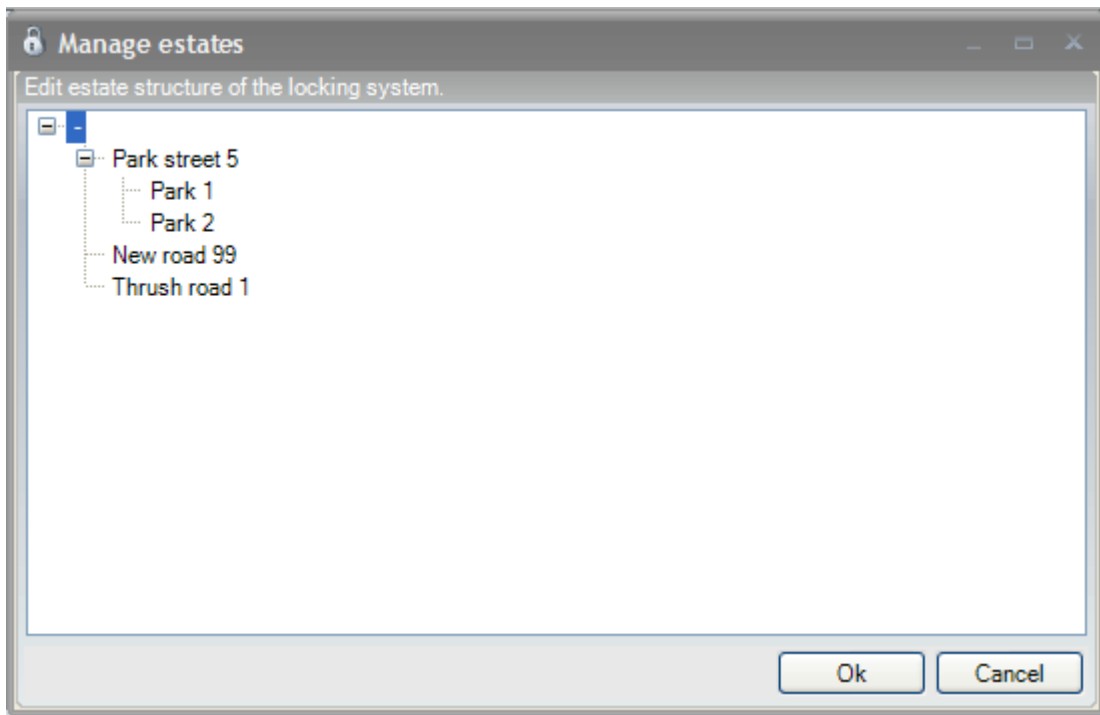 Manage estates
Edit estate structure of the locking system.
-
Park street 5
Park 1
Park 2
New road 99
Thrush road 1
Ok
Cancel